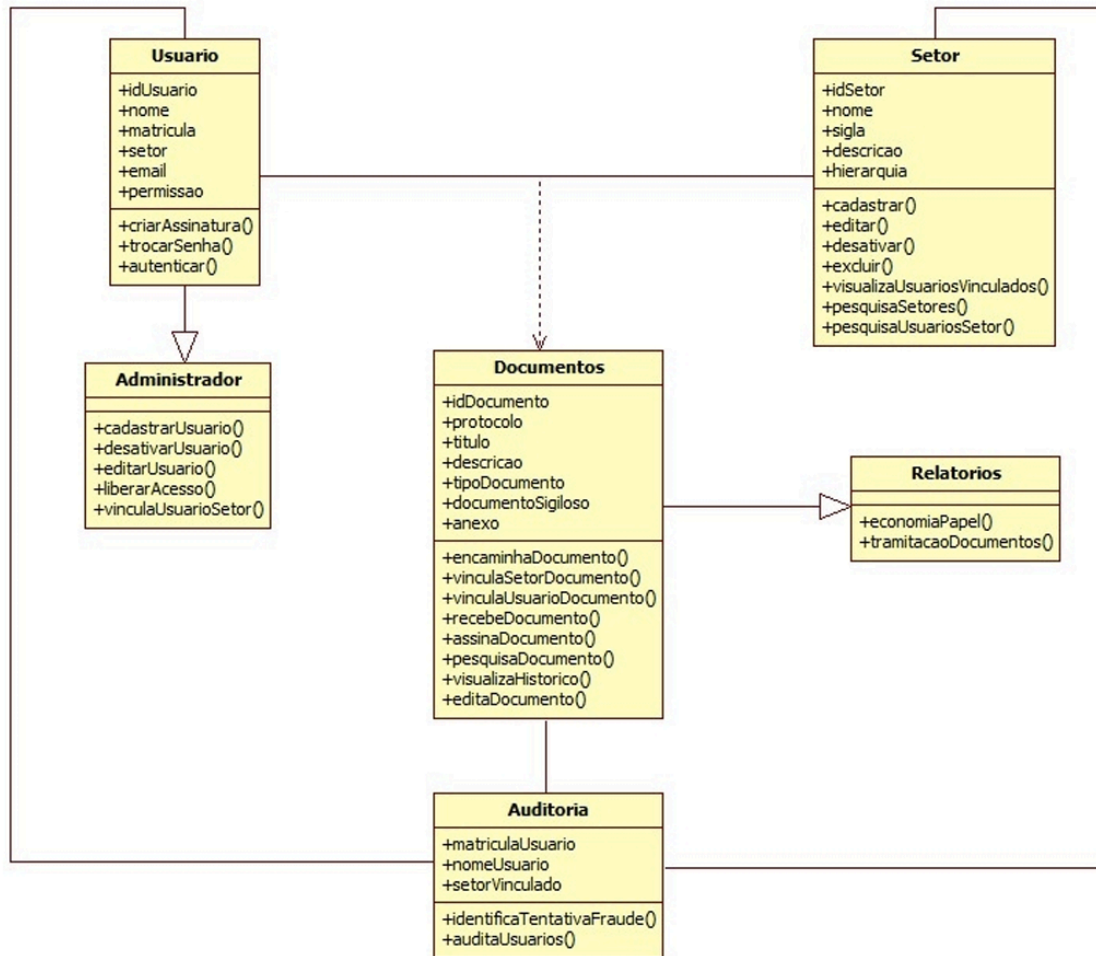 Usuario
+idUsuario
+nome
+matricula
+setor
+email
+permissao
+criarAssinatura()
+trocarSenha()
+autenticar()
Setor
+idSetor
+nome
+sigla
+descricao
+hierarquia
+cadastrar()
+editar()
+desativar()
+excluir()
+visualizaUsuariosVinculados()
+pesquisaSetores()
+pesquisaUsuariosSetor()
Administrador
+cadastrarUsuario()
+desativarUsuario()
+editarUsuario()
+liberarAcesso()
+vinculaUsuarioSetor()
Documentos
+idDocumento
+protocolo
+titulo
+descricao
+tipoDocumento
+documentoSigiloso
+anexo
+encaminhaDocumento()
+vinculaSetorDocumento()
+vinculaUsuarioDocumento()
+recebeDocumento()
+assinaDocumento()
+pesquisaDocumento()
+visualizaHistorico()
+editaDocumento()
Relatorios
+economiaPapel()
+tramitacaoDocumentos()
Auditoria
+matriculaUsuario
+nomeUsuario
+setorVinculado
+identificaTentativaFraude()
+auditaUsuarios()